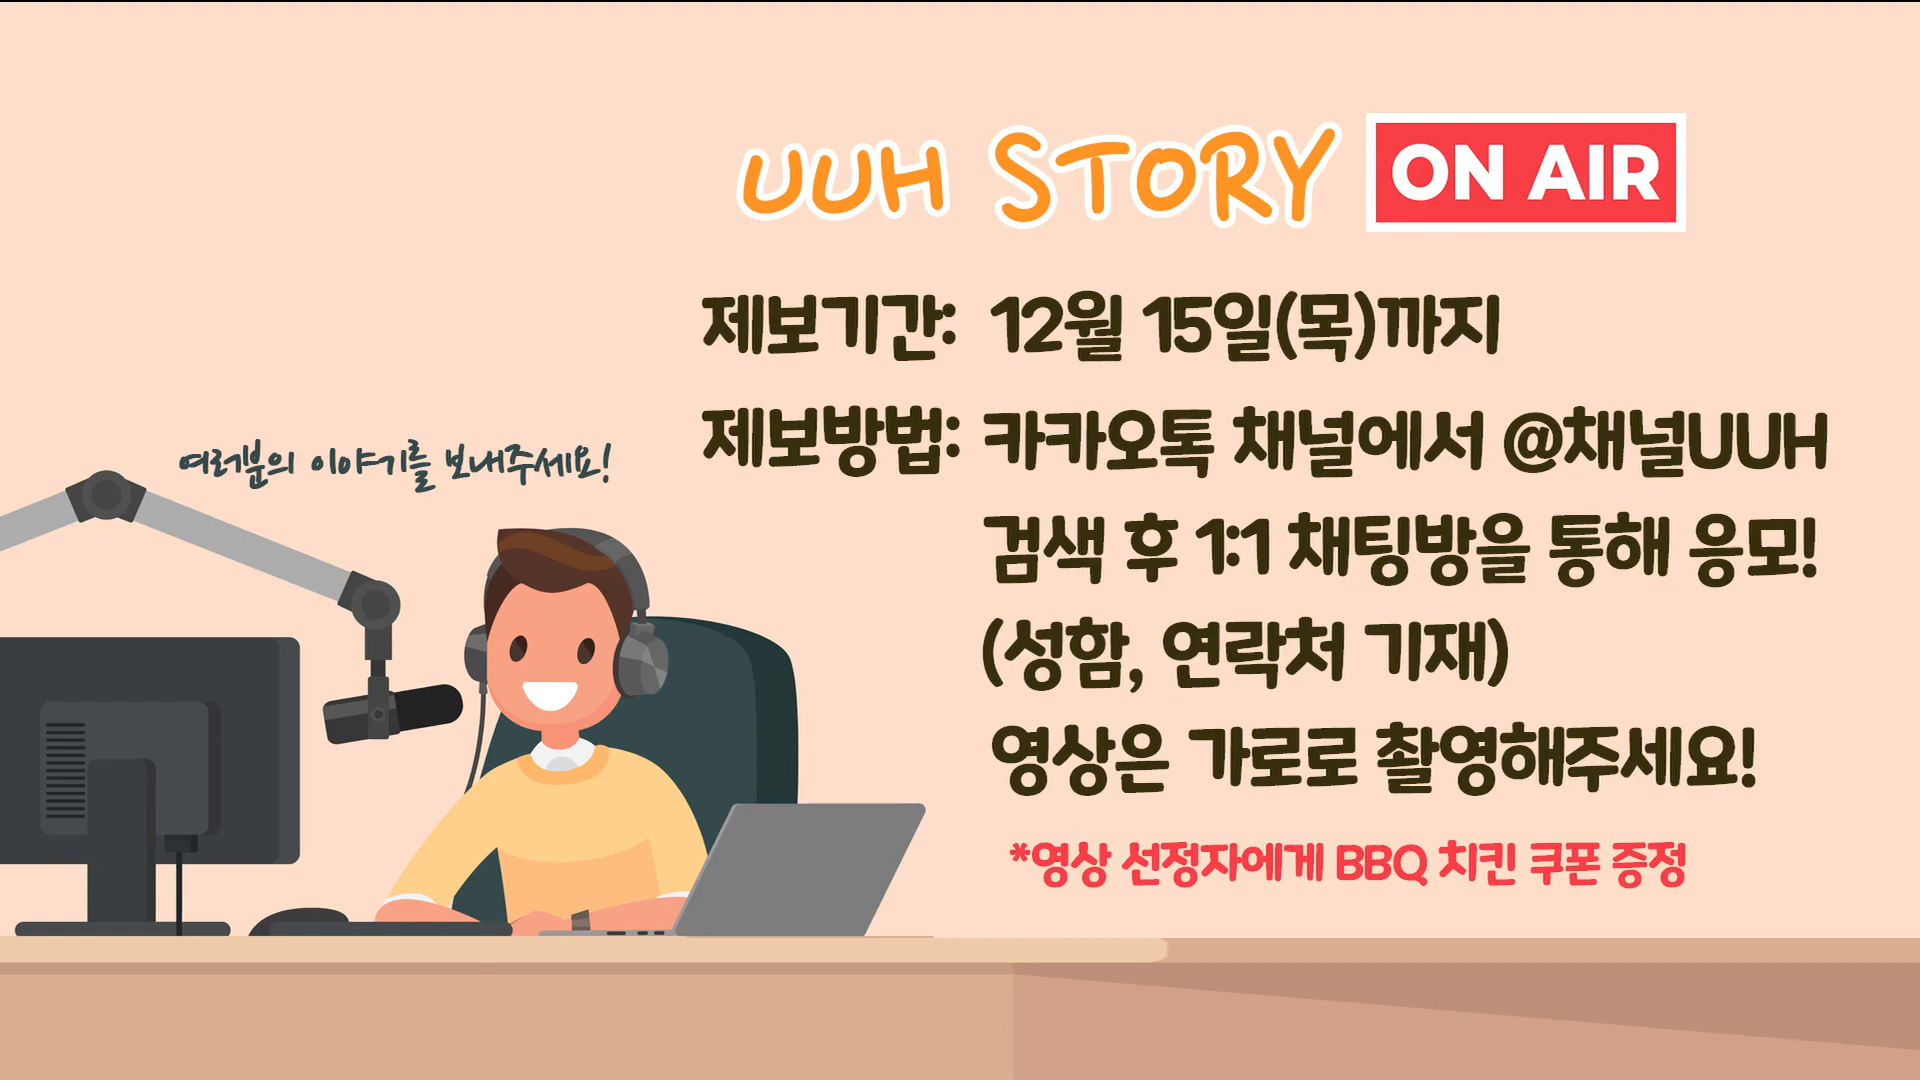 UUH STORY ON AIR
제보기간: 12월 15일(목)까지
제보방법: 카카오톡 채널에서 @채널UUH
검색 후 1:1 채팅방을 통해 응모!
(성함, 연락처 기재)
영상은 가로로 촬영해주세요!
*영상 선정자에게 BBQ 치킨 쿠폰 증정
여러분의 이야기를 보내주세요!